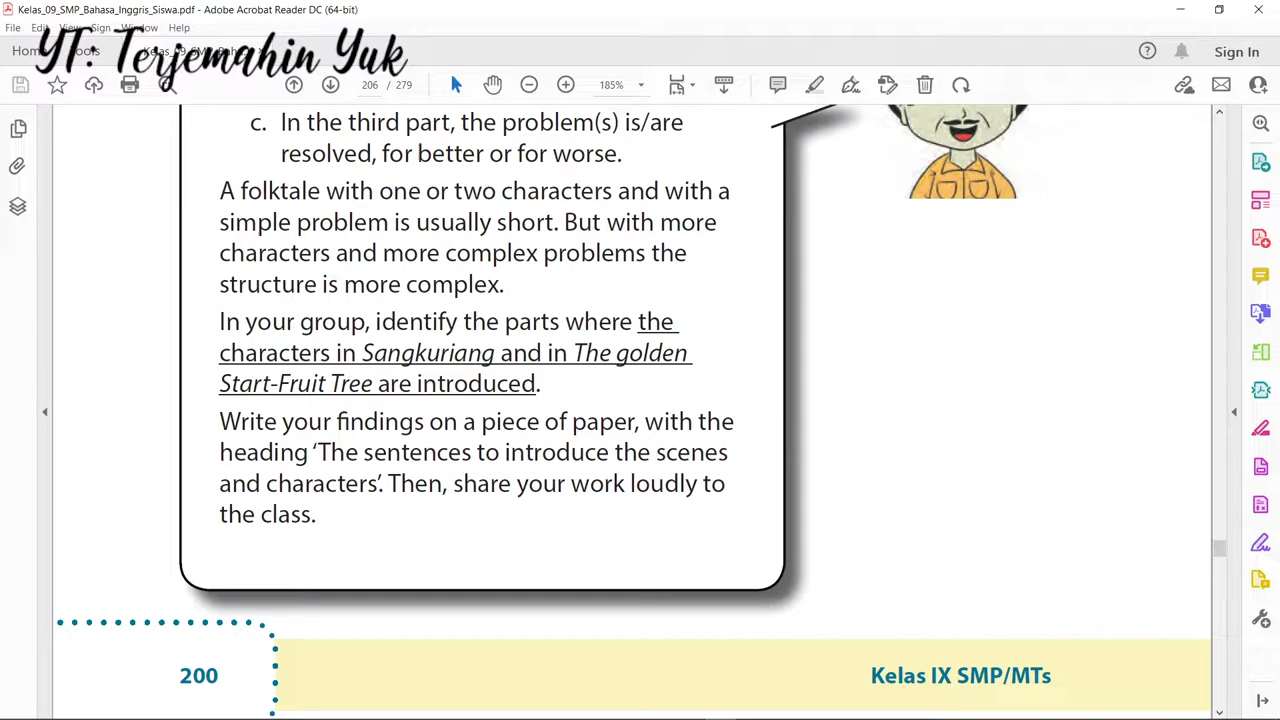 Kelas_09_SMP_Bahasa_Inggris_Siswa.pdf - Adobe Acrobat Reader DC (64-bit)
File Edit View Sign Window Help
YT: Terjemahin Yuk
Sign In
206 / 279
185%
c. In the third part, the problem(s) is/are
resolved, for better or for worse.
A folktale with one or two characters and with a
simple problem is usually short. But with more
characters and more complex problems the
structure is more complex.
In your group, identify the parts where the
characters in Sangkuriang and in The golden
Start-Fruit Tree are introduced.
Write your findings on a piece of paper, with the
heading ‘The sentences to introduce the scenes
and characters’. Then, share your work loudly to
the class.
200
Kelas IX SMP/MTs